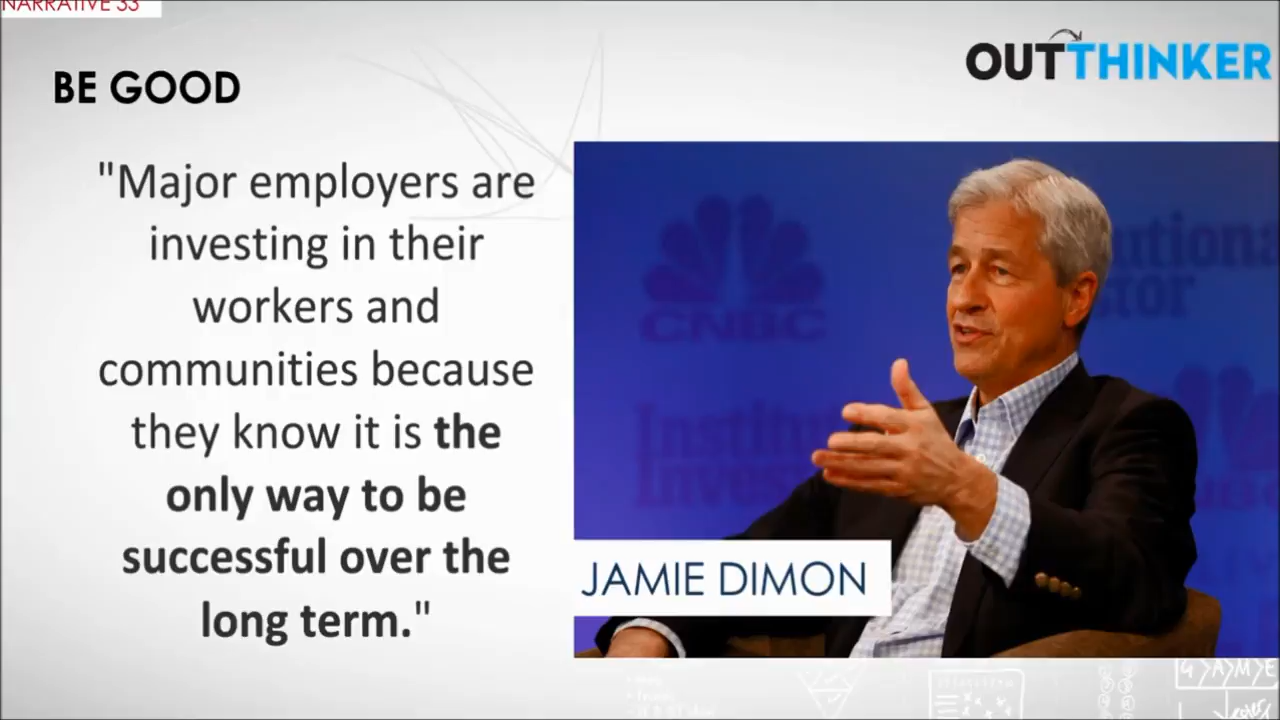 NARRATIVE 33
OUTTHINKER
BE GOOD
"Major employers are
investing in their
workers and
communities because
they know it is the
only way to be
successful over the
long term."
CNBC
JAMIE DIMON